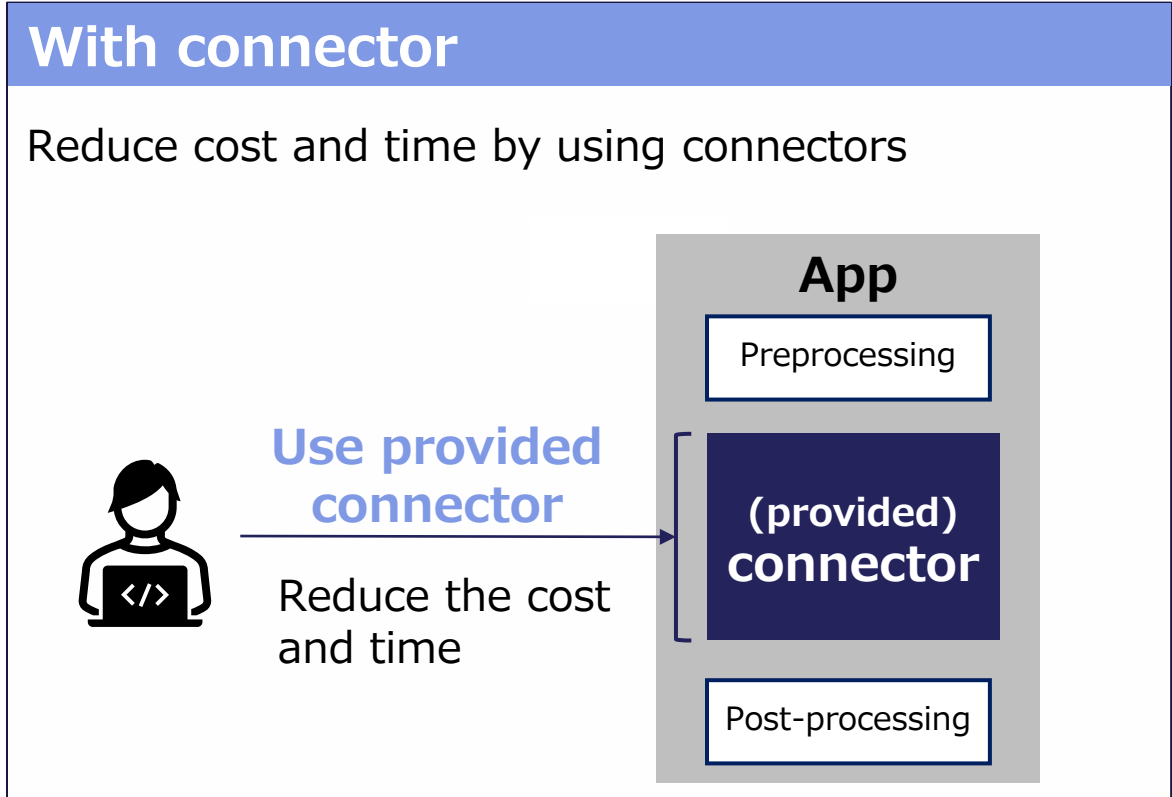 With connector
Reduce cost and time by using connectors
App
Preprocessing
Use provided
connector
(provided)
connector
</>
Reduce the cost
and time
Post-processing